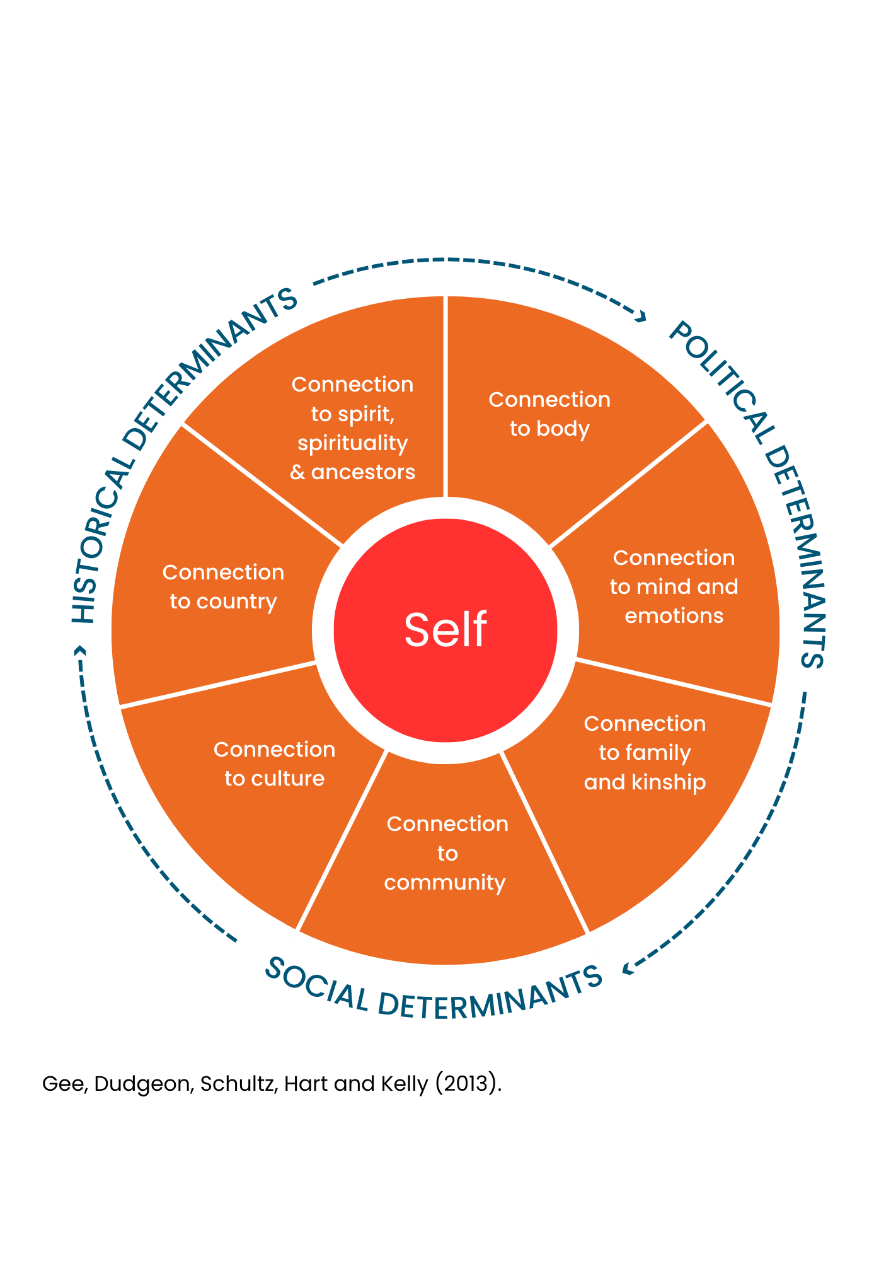 HISTORICAL DETERMINANTS
POLITICAL DETERMINANTS
Connection
to spirit,
spirituality
& ancestors
Connection
to body
Connection
to country
Connection
to mind and
emotions
Self
Connection
to culture
Connection
to family
and kinship
Connection
to
community
SOCIAL DETERMINANTS
Gee, Dudgeon, Schultz, Hart and Kelly (2013).